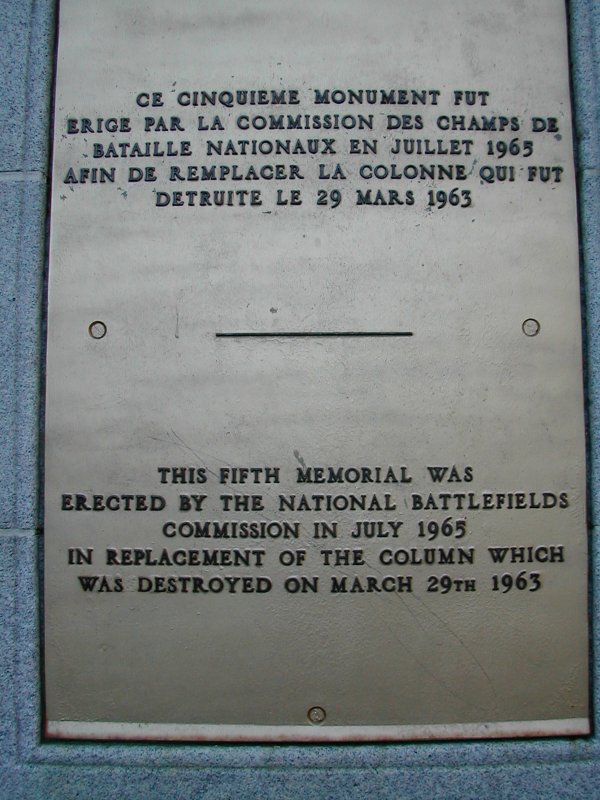 CE CINQUIEME MONUMENT FUT
ERIGE PAR LA COMMISSION DES CHAMPS DE
BATAILLE NATIONAUX EN JUILLET 1965
AFIN DE REMPLACER LA COLONNE QUI FUT
DETRUITE LE 29 MARS 1963
THIS FIFTH MEMORIAL WAS
ERECTED BY THE NATIONAL BATTLEFIELDS
COMMISSION IN JULY 1965
IN REPLACEMENT OF THE COLUMN WHICH
WAS DESTROYED ON MARCH 29TH 1963